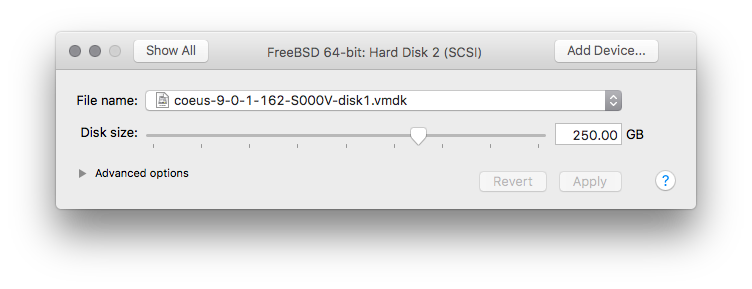 Show All
FreeBSD 64-bit: Hard Disk 2 (SCSI)
Add Device...
File name: coeus-9-0-1-162-S000V-disk1.vmdk
Disk size: 250.00 GB
Advanced options
Revert
Apply
?